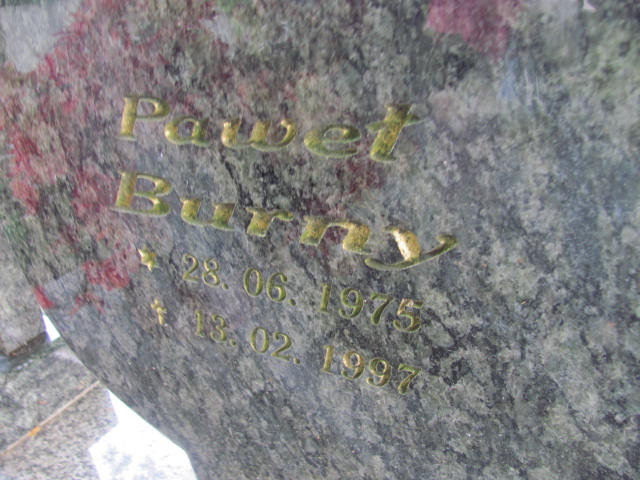 Paweł
Burny
* 28. 06. 1975
† 13. 02. 1997